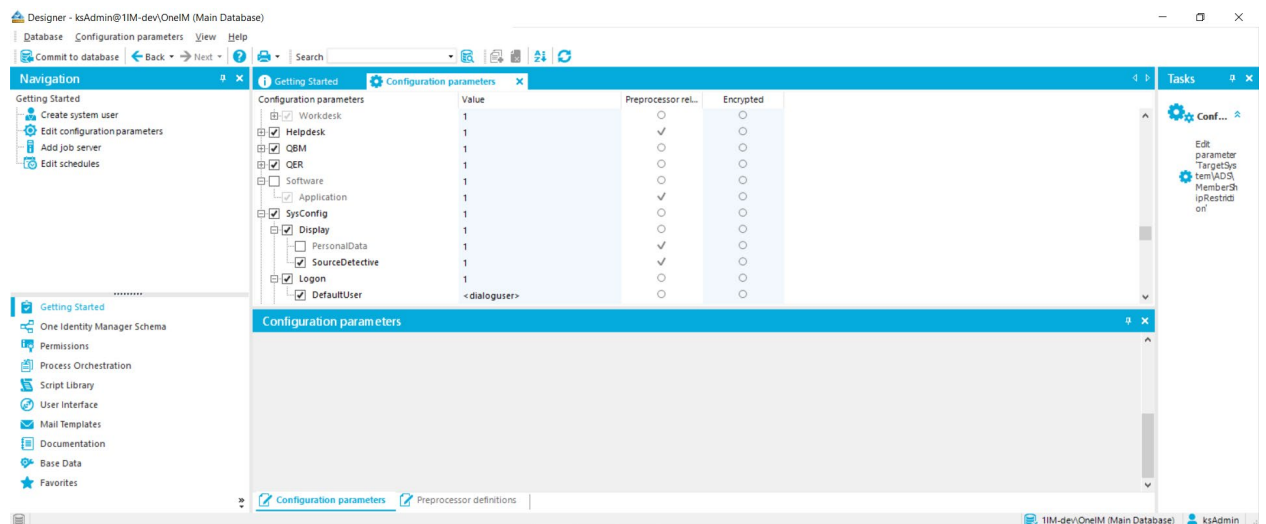 Designer - ksAdmin@1IM-dev\OneIM (Main Database)
Database Configuration parameters View Help
Commit to database Back Next Search
Navigation
Getting Started
Create system user
Edit configuration parameters
Add job server
Edit schedules
Getting Started
One Identity Manager Schema
Permissions
Process Orchestration
Script Library
User Interface
Mail Templates
Documentation
Base Data
Favorites
Getting Started Configuration parameters
Configuration parameters Value Preprocessor rel... Encrypted
Workdesk 1
Helpdesk 1
QBM 1
QER 1
Software 1
Application 1
SysConfig 1
Display 1
PersonalData 1
SourceDetective 1
Logon 1
DefaultUser <dialoguser>
Configuration parameters
Configuration parameters Preprocessor definitions
Tasks
Conf...
Edit
parameter
'TargetSys
tem\ADS\
MemberSh
ipRestricti
on'
1IM-dev\OneIM (Main Database) ksAdmin